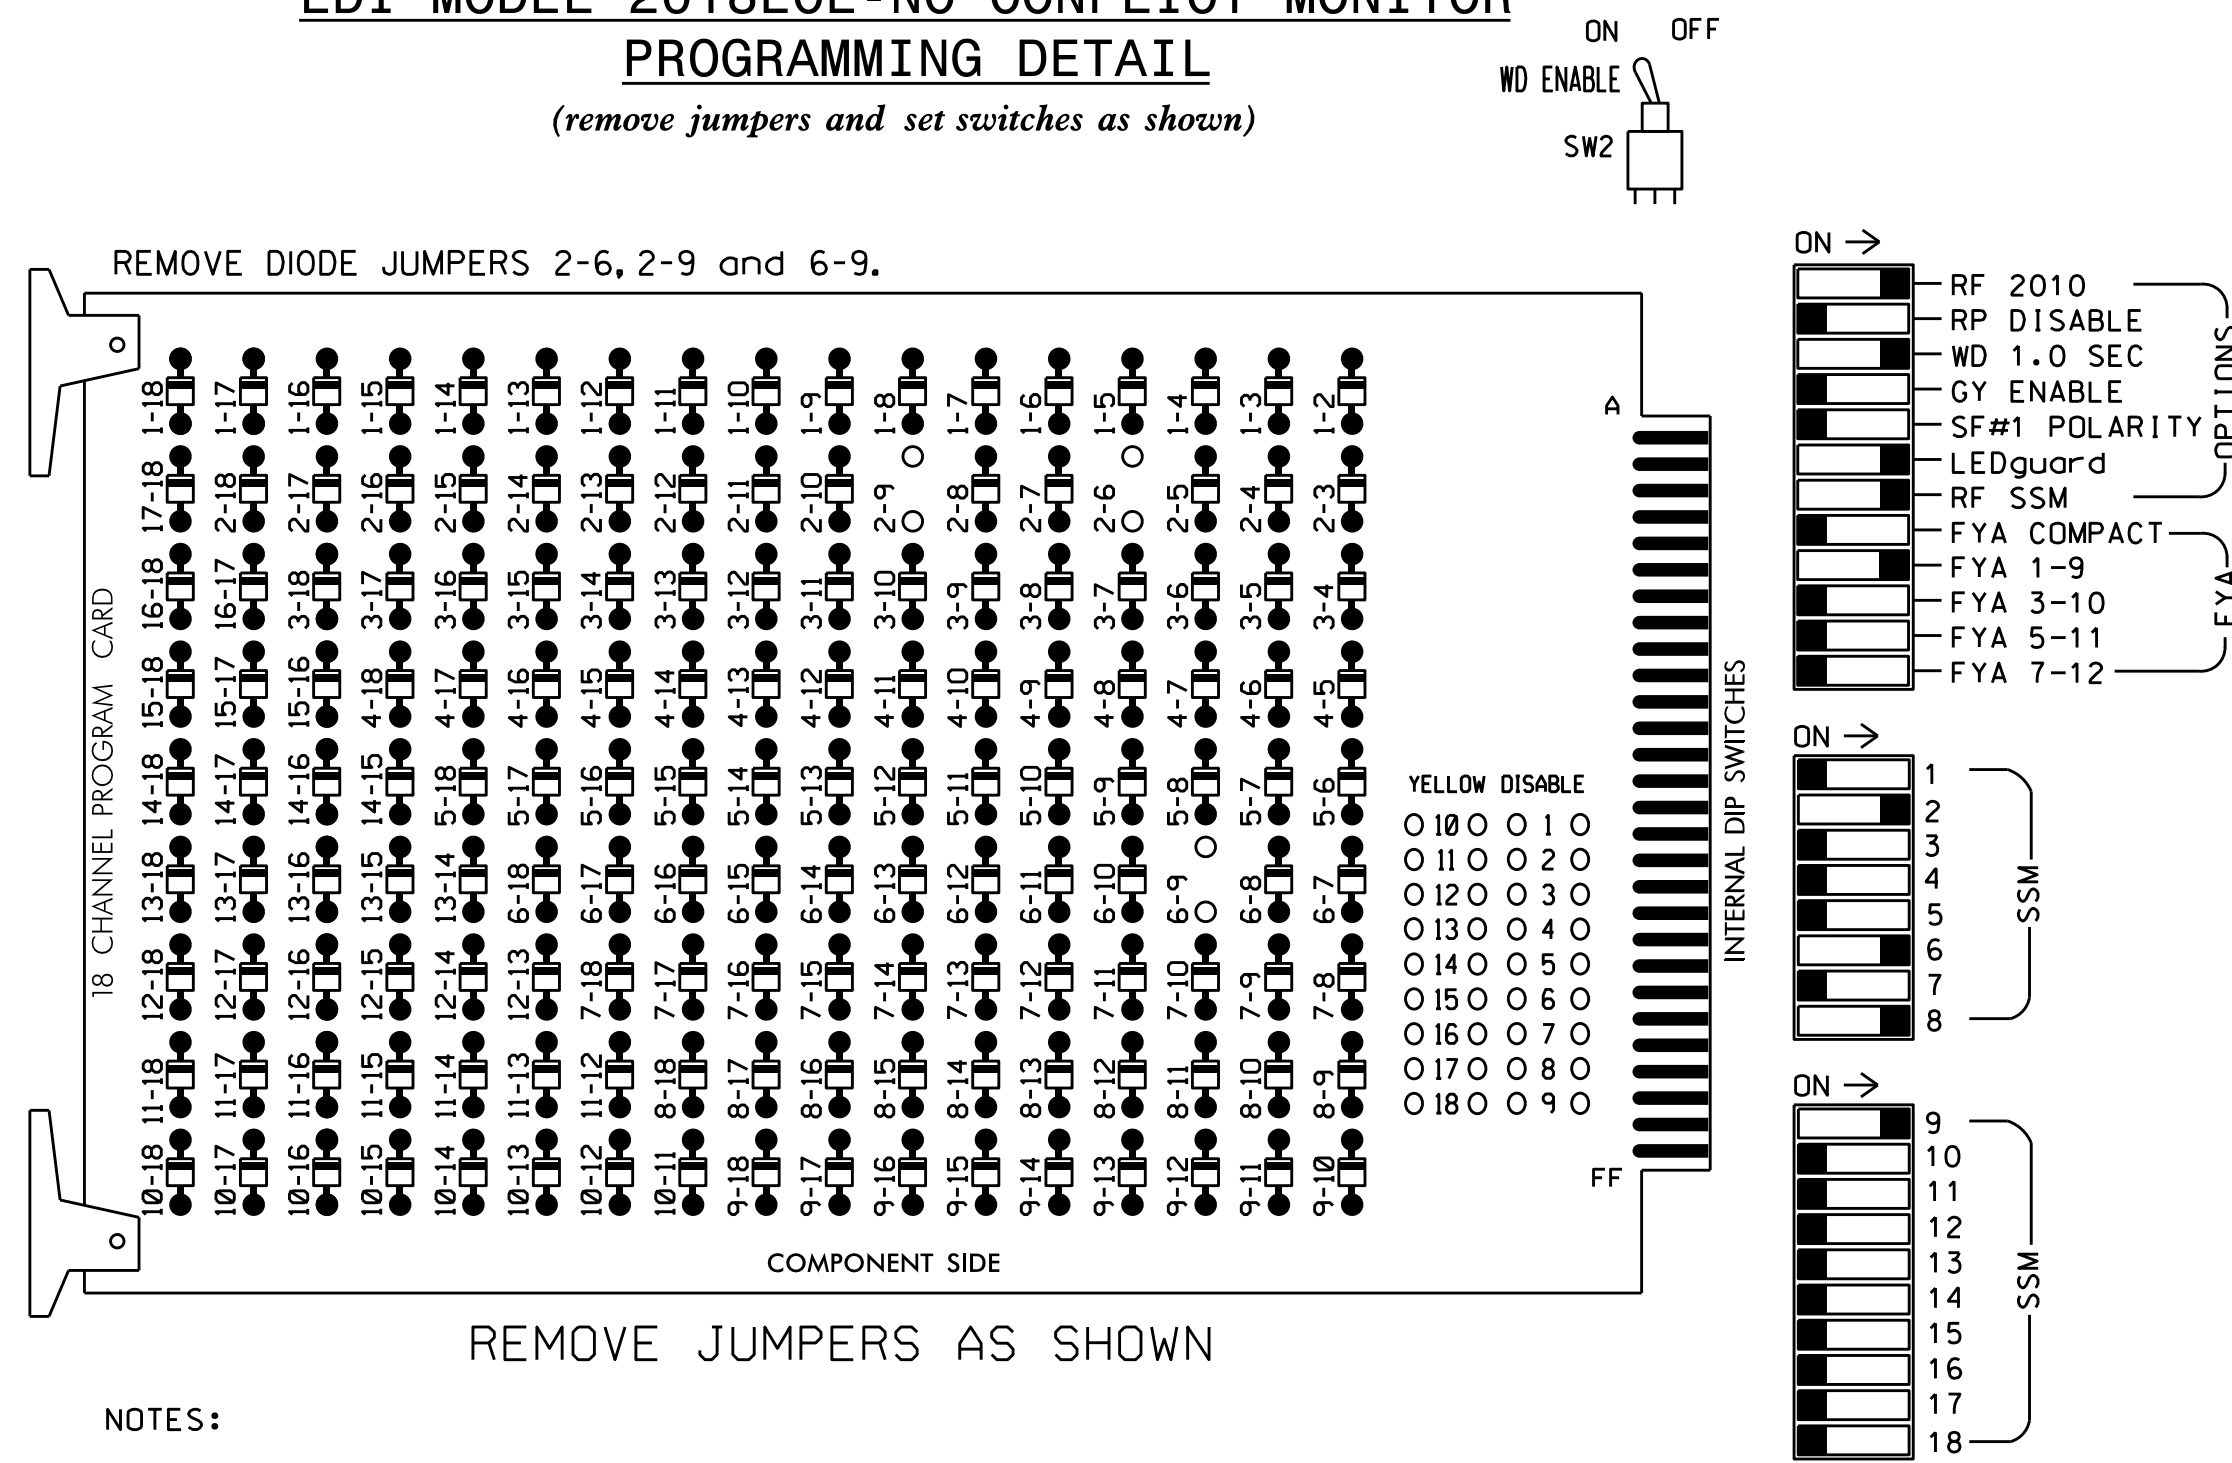 EDI MODEL 2018ECL-NC CONFLICT MONITOR
PROGRAMMING DETAIL
(remove jumpers and set switches as shown)
ON OFF
WD ENABLE
SW2
REMOVE DIODE JUMPERS 2-6, 2-9 and 6-9.
18 CHANNEL PROGRAM CARD
1-18 1-17 1-16 1-15 1-14 1-13 1-12 1-11 1-10 1-9 1-8 1-7 1-6 1-5 1-4 1-3 1-2
17-18 2-18 2-17 2-16 2-15 2-14 2-13 2-12 2-11 2-10 2-9 2-8 2-7 2-6 2-5 2-4 2-3
16-18 16-17 3-18 3-17 3-16 3-15 3-14 3-13 3-12 3-11 3-10 3-9 3-8 3-7 3-6 3-5 3-4
15-18 15-17 15-16 4-18 4-17 4-16 4-15 4-14 4-13 4-12 4-11 4-10 4-9 4-8 4-7 4-6 4-5
14-18 14-17 14-16 14-15 5-18 5-17 5-16 5-15 5-14 5-13 5-12 5-11 5-10 5-9 5-8 5-7 5-6
13-18 13-17 13-16 13-15 13-14 6-18 6-17 6-16 6-15 6-14 6-13 6-12 6-11 6-10 6-9 6-8 6-7
12-18 12-17 12-16 12-15 12-14 12-13 7-18 7-17 7-16 7-15 7-14 7-13 7-12 7-11 7-10 7-9 7-8
11-18 11-17 11-16 11-15 11-14 11-13 11-12 8-18 8-17 8-16 8-15 8-14 8-13 8-12 8-11 8-10 8-9
10-18 10-17 10-16 10-15 10-14 10-13 10-12 10-11 9-18 9-17 9-16 9-15 9-14 9-13 9-12 9-11 9-10
COMPONENT SIDE
YELLOW DISABLE
10 1
11 2
12 3
13 4
14 5
15 6
16 7
17 8
18 9
A
FF
INTERNAL DIP SWITCHES
ON
RF 2010
RP DISABLE
WD 1.0 SEC
GY ENABLE
SF#1 POLARITY
LEDguard
RF SSM
OPTIONS
FYA COMPACT
FYA 1-9
FYA 3-10
FYA 5-11
FYA 7-12
FYA
ON
1
2
3
4
5
6
7
8
SSM
ON
9
10
11
12
13
14
15
16
17
18
SSM
REMOVE JUMPERS AS SHOWN
NOTES: